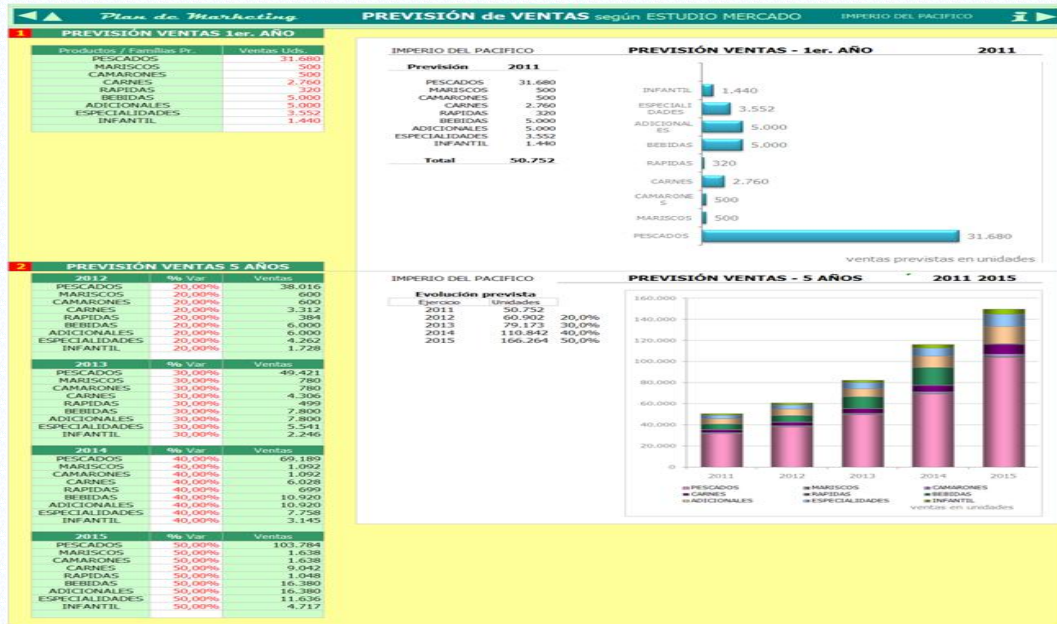 Plan de Marketing PREVISIÓN de VENTAS según ESTUDIO MERCADO IMPERIO DEL PACIFICO
1 PREVISIÓN VENTAS 1er. AÑO
Productos / Familias Pr. Ventas Uds.
PESCADOS 31.680
MARISCOS 500
CAMARONES 500
CARNES 2.760
RAPIDAS 320
BEBIDAS 5.000
ADICIONALES 5.000
ESPECIALIDADES 3.552
INFANTIL 1.440
IMPERIO DEL PACIFICO
Previsión 2011
PESCADOS 31.680
MARISCOS 500
CAMARONES 500
CARNES 2.760
RAPIDAS 320
BEBIDAS 5.000
ADICIONALES 5.000
ESPECIALIDADES 3.552
INFANTIL 1.440
Total 50.752
PREVISIÓN VENTAS - 1er. AÑO 2011
INFANTIL 1.440
ESPECIALI
DADES 3.552
ADICIONAL
ES 5.000
BEBIDAS 5.000
RAPIDAS 320
CARNES 2.760
CAMARONE
S 500
MARISCOS 500
PESCADOS 31.680
ventas previstas en unidades
2 PREVISIÓN VENTAS 5 AÑOS
2012 % Var Ventas
PESCADOS 20,00% 38.016
MARISCOS 20,00% 600
CAMARONES 20,00% 600
CARNES 20,00% 3.312
RAPIDAS 20,00% 384
BEBIDAS 20,00% 6.000
ADICIONALES 20,00% 6.000
ESPECIALIDADES 20,00% 4.262
INFANTIL 20,00% 1.728
2013 % Var Ventas
PESCADOS 30,00% 49.421
MARISCOS 30,00% 780
CAMARONES 30,00% 780
CARNES 30,00% 4.306
RAPIDAS 30,00% 499
BEBIDAS 30,00% 7.800
ADICIONALES 30,00% 7.800
ESPECIALIDADES 30,00% 5.541
INFANTIL 30,00% 2.246
2014 % Var Ventas
PESCADOS 40,00% 69.189
MARISCOS 40,00% 1.092
CAMARONES 40,00% 1.092
CARNES 40,00% 6.028
RAPIDAS 40,00% 699
BEBIDAS 40,00% 10.920
ADICIONALES 40,00% 10.920
ESPECIALIDADES 40,00% 7.758
INFANTIL 40,00% 3.145
2015 % Var Ventas
PESCADOS 50,00% 103.784
MARISCOS 50,00% 1.638
CAMARONES 50,00% 1.638
CARNES 50,00% 9.042
RAPIDAS 50,00% 1.048
BEBIDAS 50,00% 16.380
ADICIONALES 50,00% 16.380
ESPECIALIDADES 50,00% 11.636
INFANTIL 50,00% 4.717
IMPERIO DEL PACIFICO
Evolución prevista
Ejercicio Unidades
2011 50.752
2012 60.902 20,0%
2013 79.173 30,0%
2014 110.842 40,0%
2015 166.264 50,0%
PREVISIÓN VENTAS - 5 AÑOS 2011 2015
160.000
140.000
120.000
100.000
80.000
60.000
40.000
20.000
0
2011 2012 2013 2014 2015
PESCADOS MARISCOS CAMARONES
CARNES RAPIDAS BEBIDAS
ADICIONALES ESPECIALIDADES INFANTIL
ventas en unidades